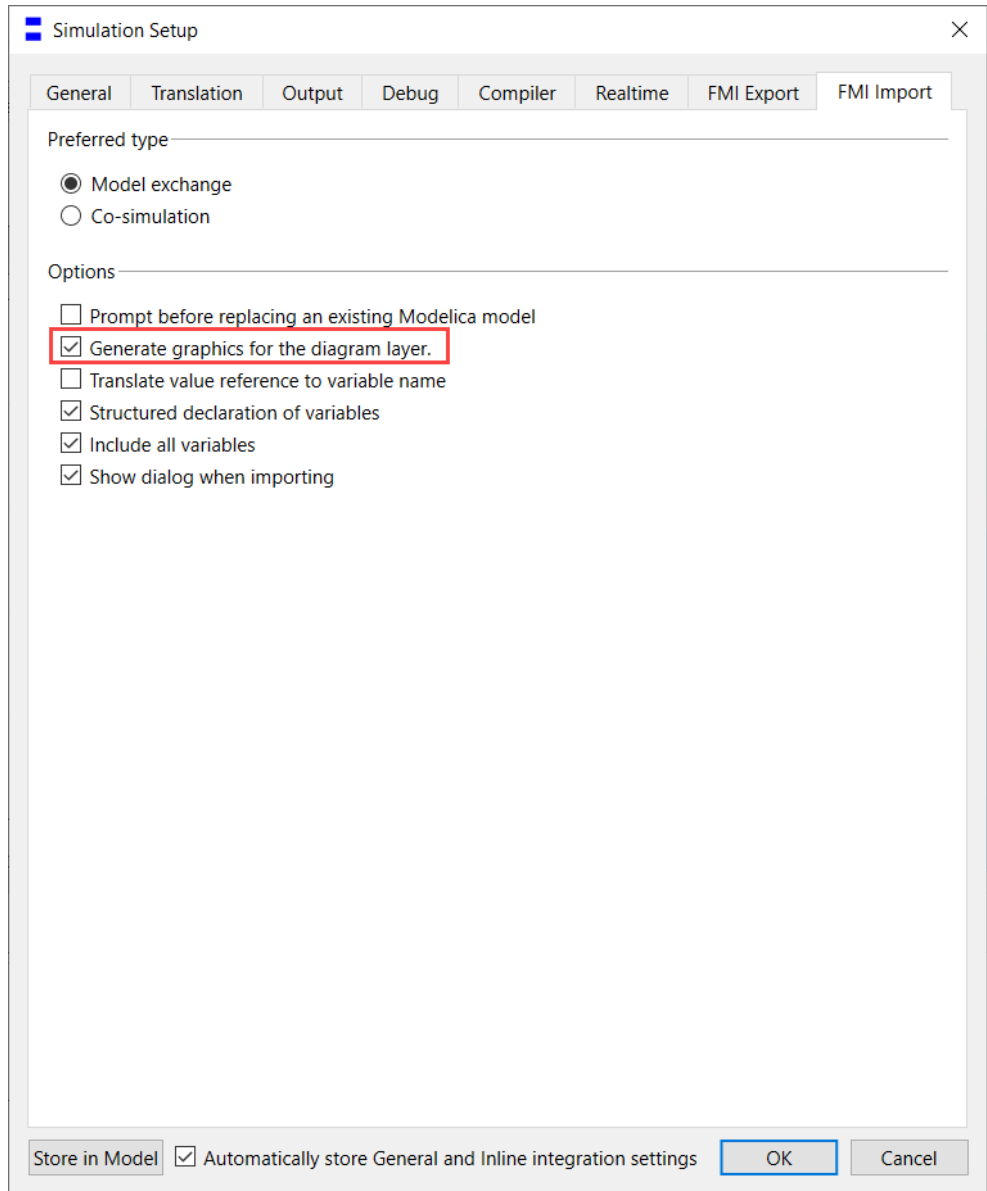 Simulation Setup
General Translation Output Debug Compiler Realtime FMI Export FMI Import
Preferred type
Model exchange
Co-simulation
Options
Prompt before replacing an existing Modelica model
Generate graphics for the diagram layer.
Translate value reference to variable name
Structured declaration of variables
Include all variables
Show dialog when importing
Store in Model Automatically store General and Inline integration settings OK Cancel